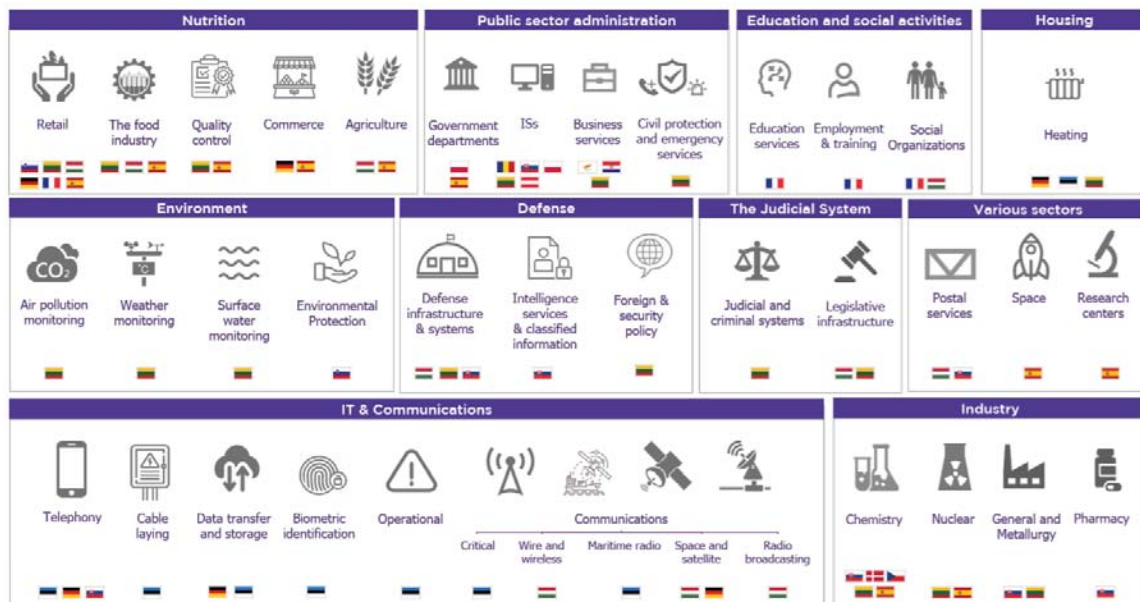 Nutrition
Retail
The food
industry
Quality
control
Commerce
Agriculture
Public sector administration
Government
departments
ISs
Business
services
Civil protection
and emergency
services
Education and social activities
Education
services
Employment
& training
Social
Organizations
Housing
Heating
Environment
CO2
Air pollution
monitoring
°C
Weather
monitoring
Surface
water
monitoring
Environmental
Protection
Defense
Defense
infrastructure
& systems
Intelligence
services
& classified
information
Foreign &
security
policy
The Judicial System
Judicial and
criminal systems
Legislative
infrastructure
Various sectors
Postal
services
Space
Research
centers
IT & Communications
Telephony
Cable
laying
Data transfer
and storage
Biometric
identification
Operational
Communications
Critical
Wire and
wireless
Maritime radio
Space and
satellite
Radio
broadcasting
Industry
Chemistry
Nuclear
General and
Metallurgy
Pharmacy